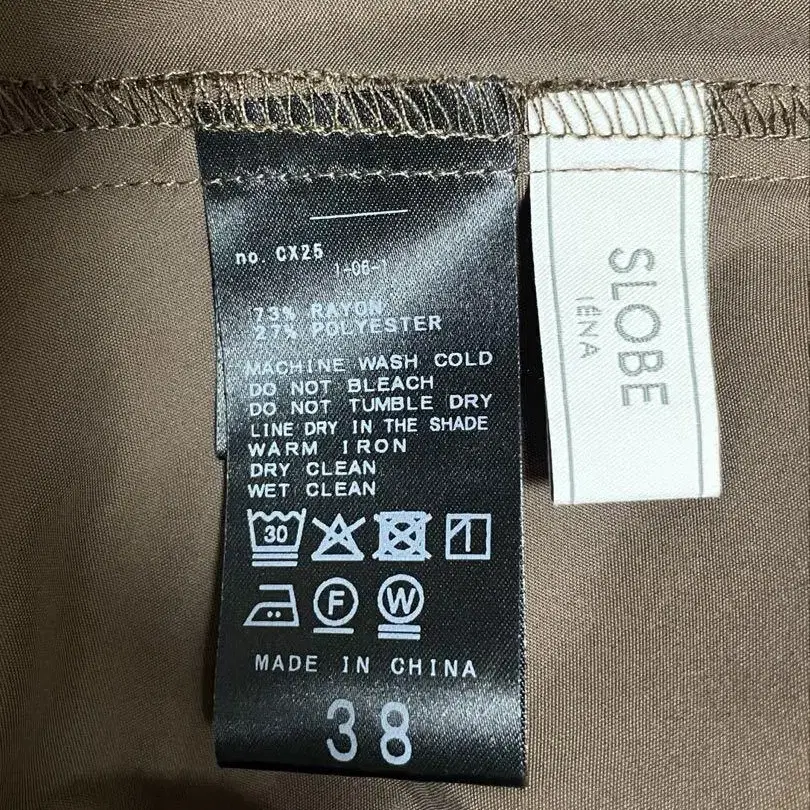 no. CX25
1-06-1
73% RAYON
27% POLYESTER
MACHINE WASH COLD
DO NOT BLEACH
DO NOT TUMBLE DRY
LINE DRY IN THE SHADE
WARM IRON
DRY CLEAN
WET CLEAN
30
F W
MADE IN CHINA
38
SLOBE
IÉNA